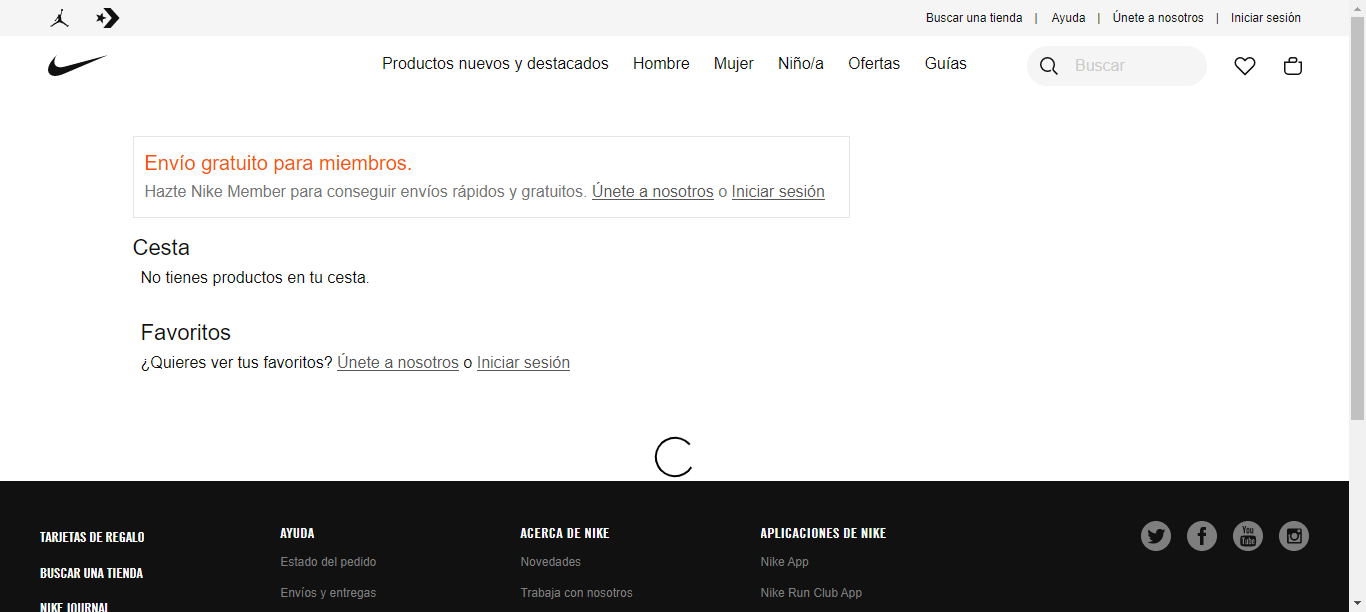 Buscar una tienda | Ayuda | Únete a nosotros | Iniciar sesión
Productos nuevos y destacados Hombre Mujer Niño/a Ofertas Guías Buscar
Envío gratuito para miembros.
Hazte Nike Member para conseguir envíos rápidos y gratuitos. Únete a nosotros o Iniciar sesión
Cesta
No tienes productos en tu cesta.
Favoritos
¿Quieres ver tus favoritos? Únete a nosotros o Iniciar sesión
TARJETAS DE REGALO
BUSCAR UNA TIENDA
NIKE JOURNAL
AYUDA
Estado del pedido
Envíos y entregas
ACERCA DE NIKE
Novedades
Trabaja con nosotros
APLICACIONES DE NIKE
Nike App
Nike Run Club App
You Tube